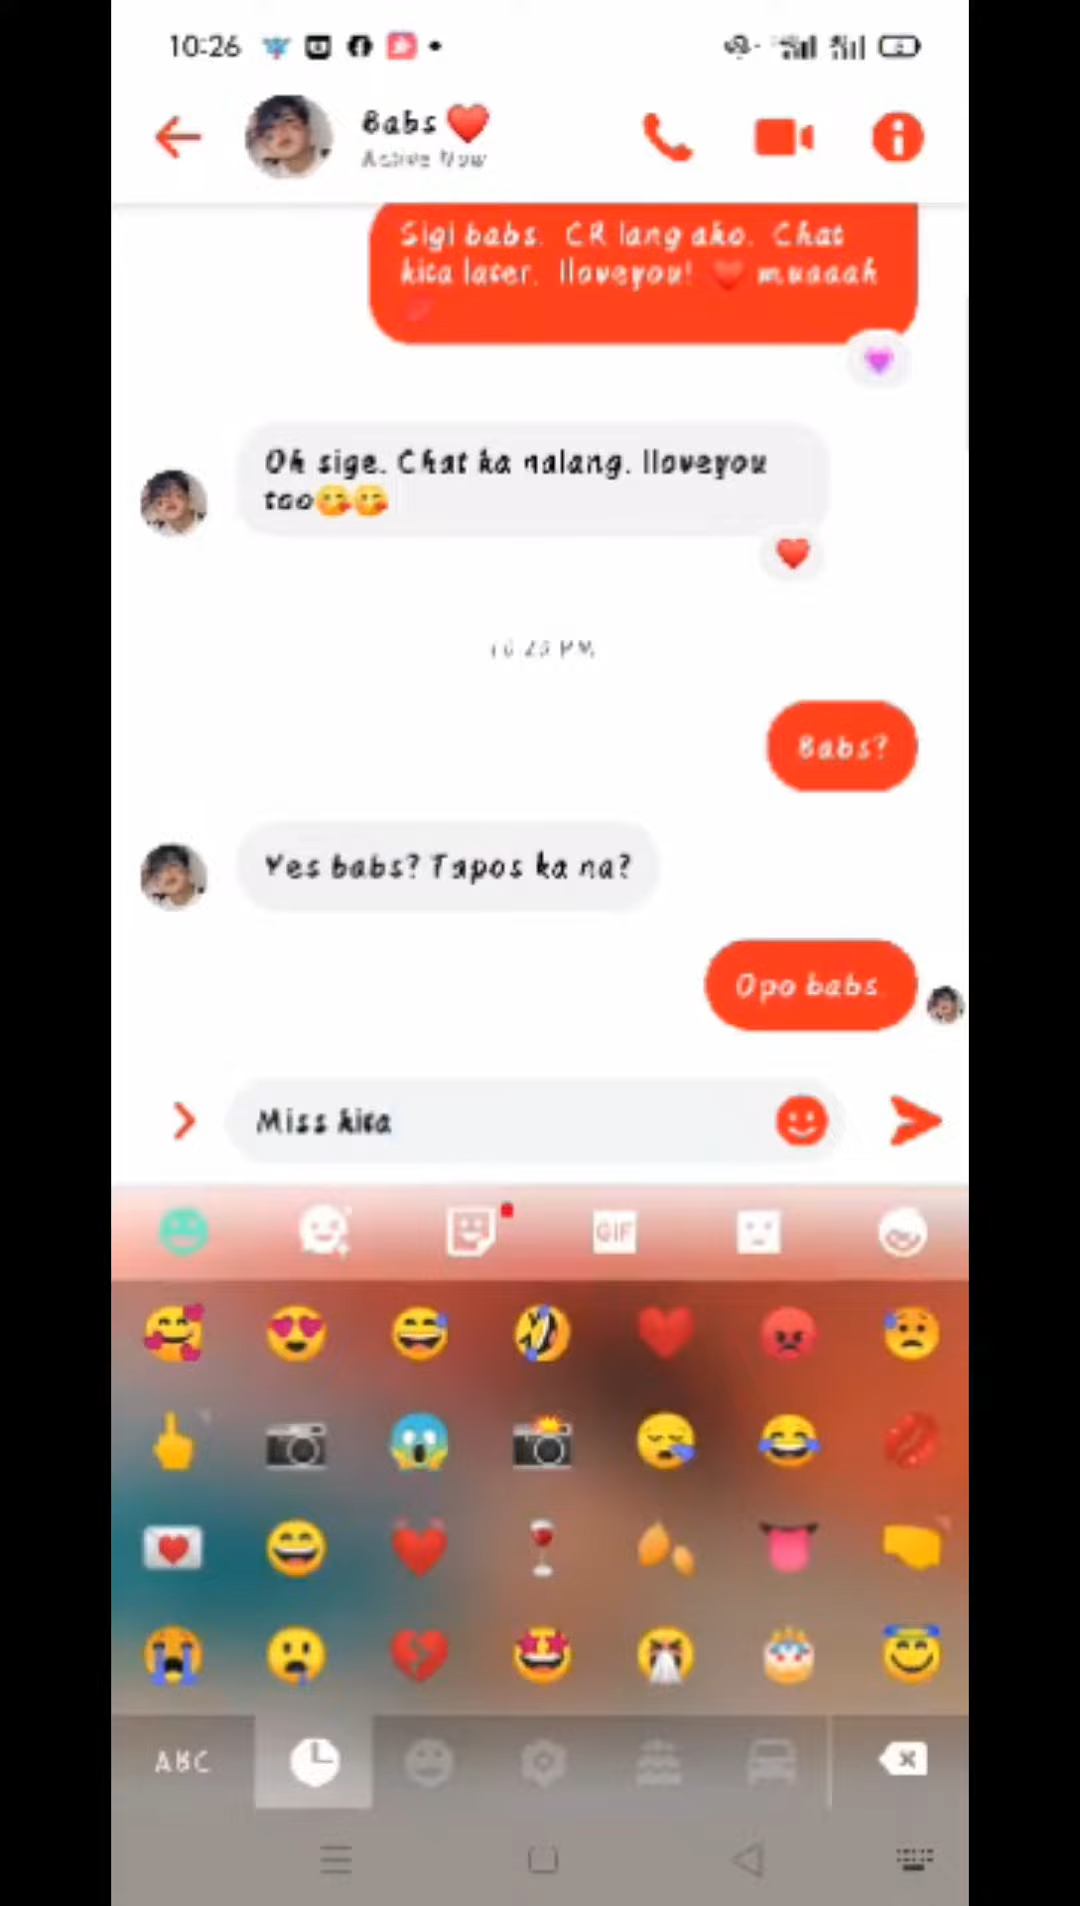 10:26
Babs ❤️
Active Now
Sigi babs. CR lang ako. Chat
kita later. Iloveyou! ❤️ muaaah
💋
Oh sige. Chat ka nalang. Iloveyou
too😋😋
Babs?
Yes babs? Tapos ka na?
Opo babs
Miss kita
GIF
ABC